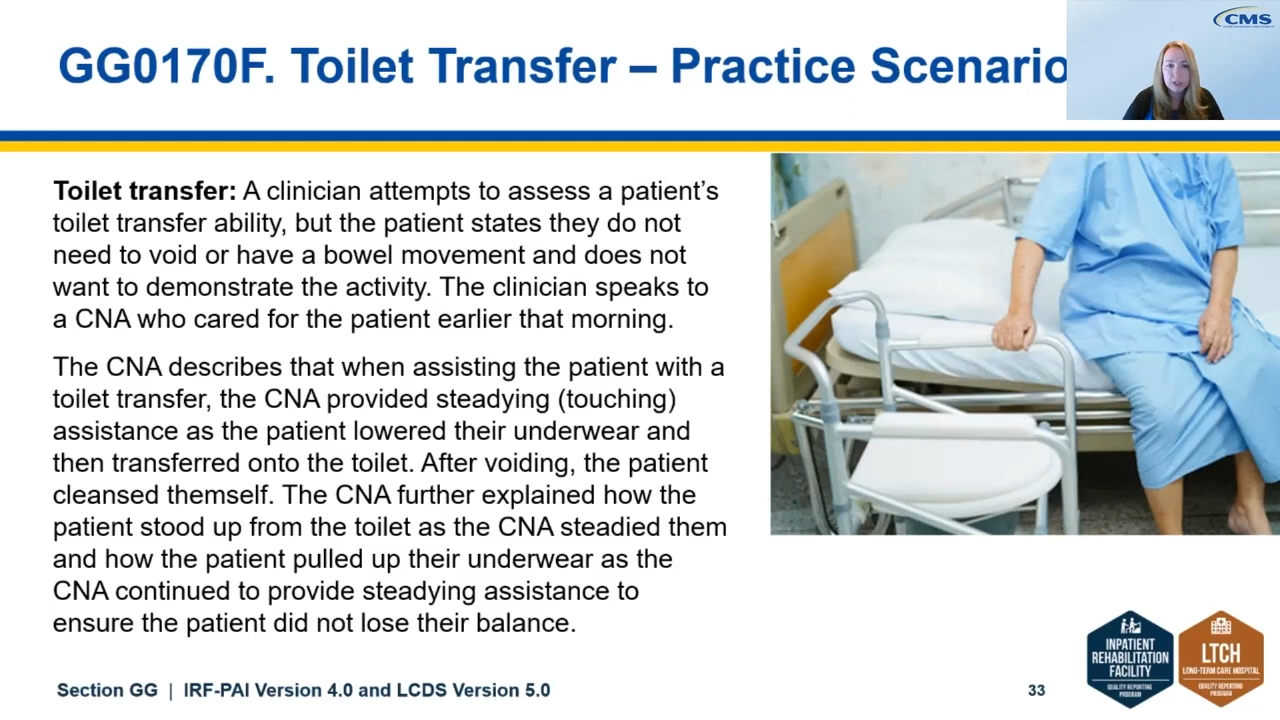 CMS
GG0170F. Toilet Transfer – Practice Scenario
Toilet transfer: A clinician attempts to assess a patient’s
toilet transfer ability, but the patient states they do not
need to void or have a bowel movement and does not
want to demonstrate the activity. The clinician speaks to
a CNA who cared for the patient earlier that morning.
The CNA describes that when assisting the patient with a
toilet transfer, the CNA provided steadying (touching)
assistance as the patient lowered their underwear and
then transferred onto the toilet. After voiding, the patient
cleansed themself. The CNA further explained how the
patient stood up from the toilet as the CNA steadied them
and how the patient pulled up their underwear as the
CNA continued to provide steadying assistance to
ensure the patient did not lose their balance.
INPATIENT
REHABILITATION
FACILITY
QUALITY REPORTING
PROGRAM
LTCH
LONG-TERM CARE HOSPITAL
QUALITY REPORTING
PROGRAM
Section GG | IRF-PAI Version 4.0 and LCDS Version 5.0
33